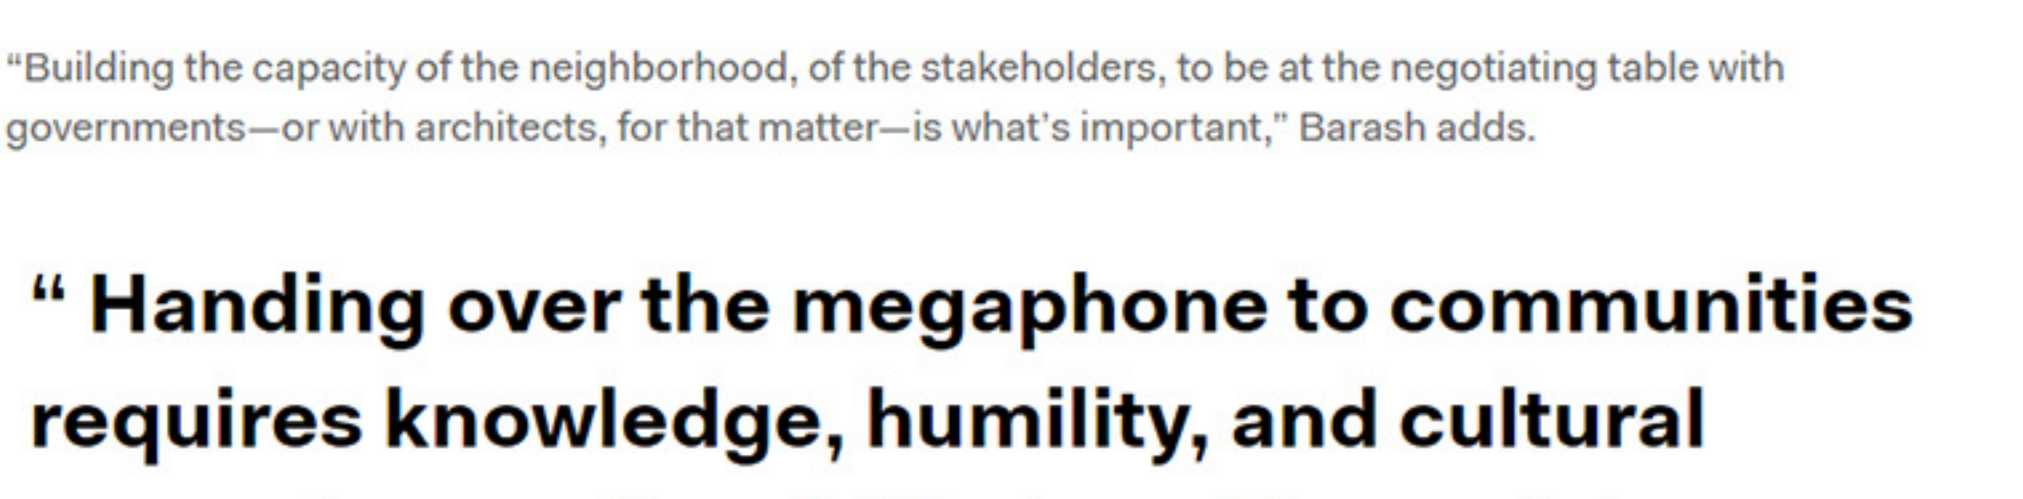 “Building the capacity of the neighborhood, of the stakeholders, to be at the negotiating table with
governments—or with architects, for that matter—is what’s important,” Barash adds.
“ Handing over the megaphone to communities
requires knowledge, humility, and cultural